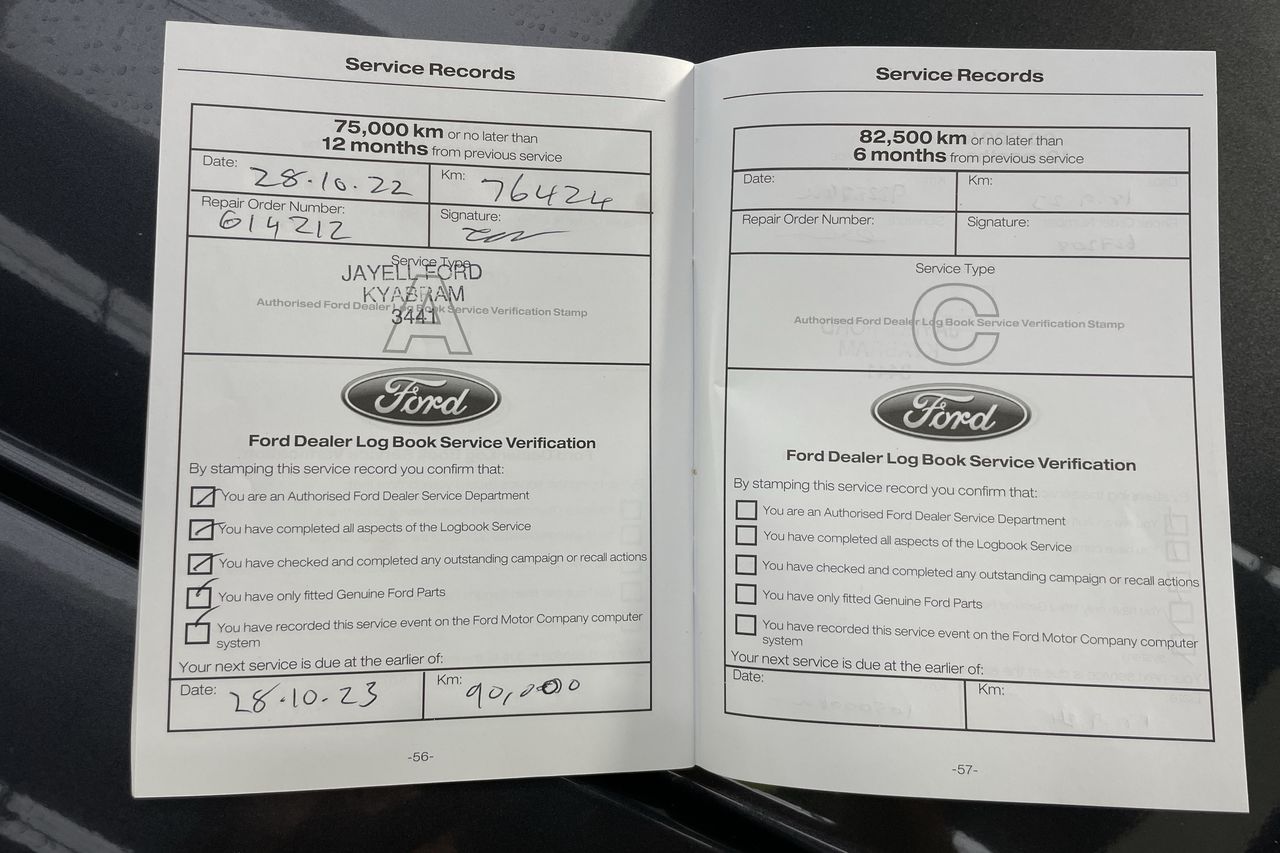 Service Records
75,000 km or no later than
12 months from previous service
Date: 28.10.22
Km: 76424
Repair Order Number: 614212
Signature:
Service Type
JAYELL FORD
KYABRAM
3441
A
Authorised Ford Dealer Log Book Service Verification Stamp
Ford
Ford Dealer Log Book Service Verification
By stamping this service record you confirm that:
You are an Authorised Ford Dealer Service Department
You have completed all aspects of the Logbook Service
You have checked and completed any outstanding campaign or recall actions
You have only fitted Genuine Ford Parts
You have recorded this service event on the Ford Motor Company computer
system
Your next service is due at the earlier of:
Date: 28.10.23
Km: 90,000
-56-
Service Records
82,500 km or no later than
6 months from previous service
Date:
Km:
Repair Order Number:
Signature:
Service Type
C
Authorised Ford Dealer Log Book Service Verification Stamp
Ford
Ford Dealer Log Book Service Verification
By stamping this service record you confirm that:
You are an Authorised Ford Dealer Service Department
You have completed all aspects of the Logbook Service
You have checked and completed any outstanding campaign or recall actions
You have only fitted Genuine Ford Parts
You have recorded this service event on the Ford Motor Company computer
system
Your next service is due at the earlier of:
Date:
Km:
-57-